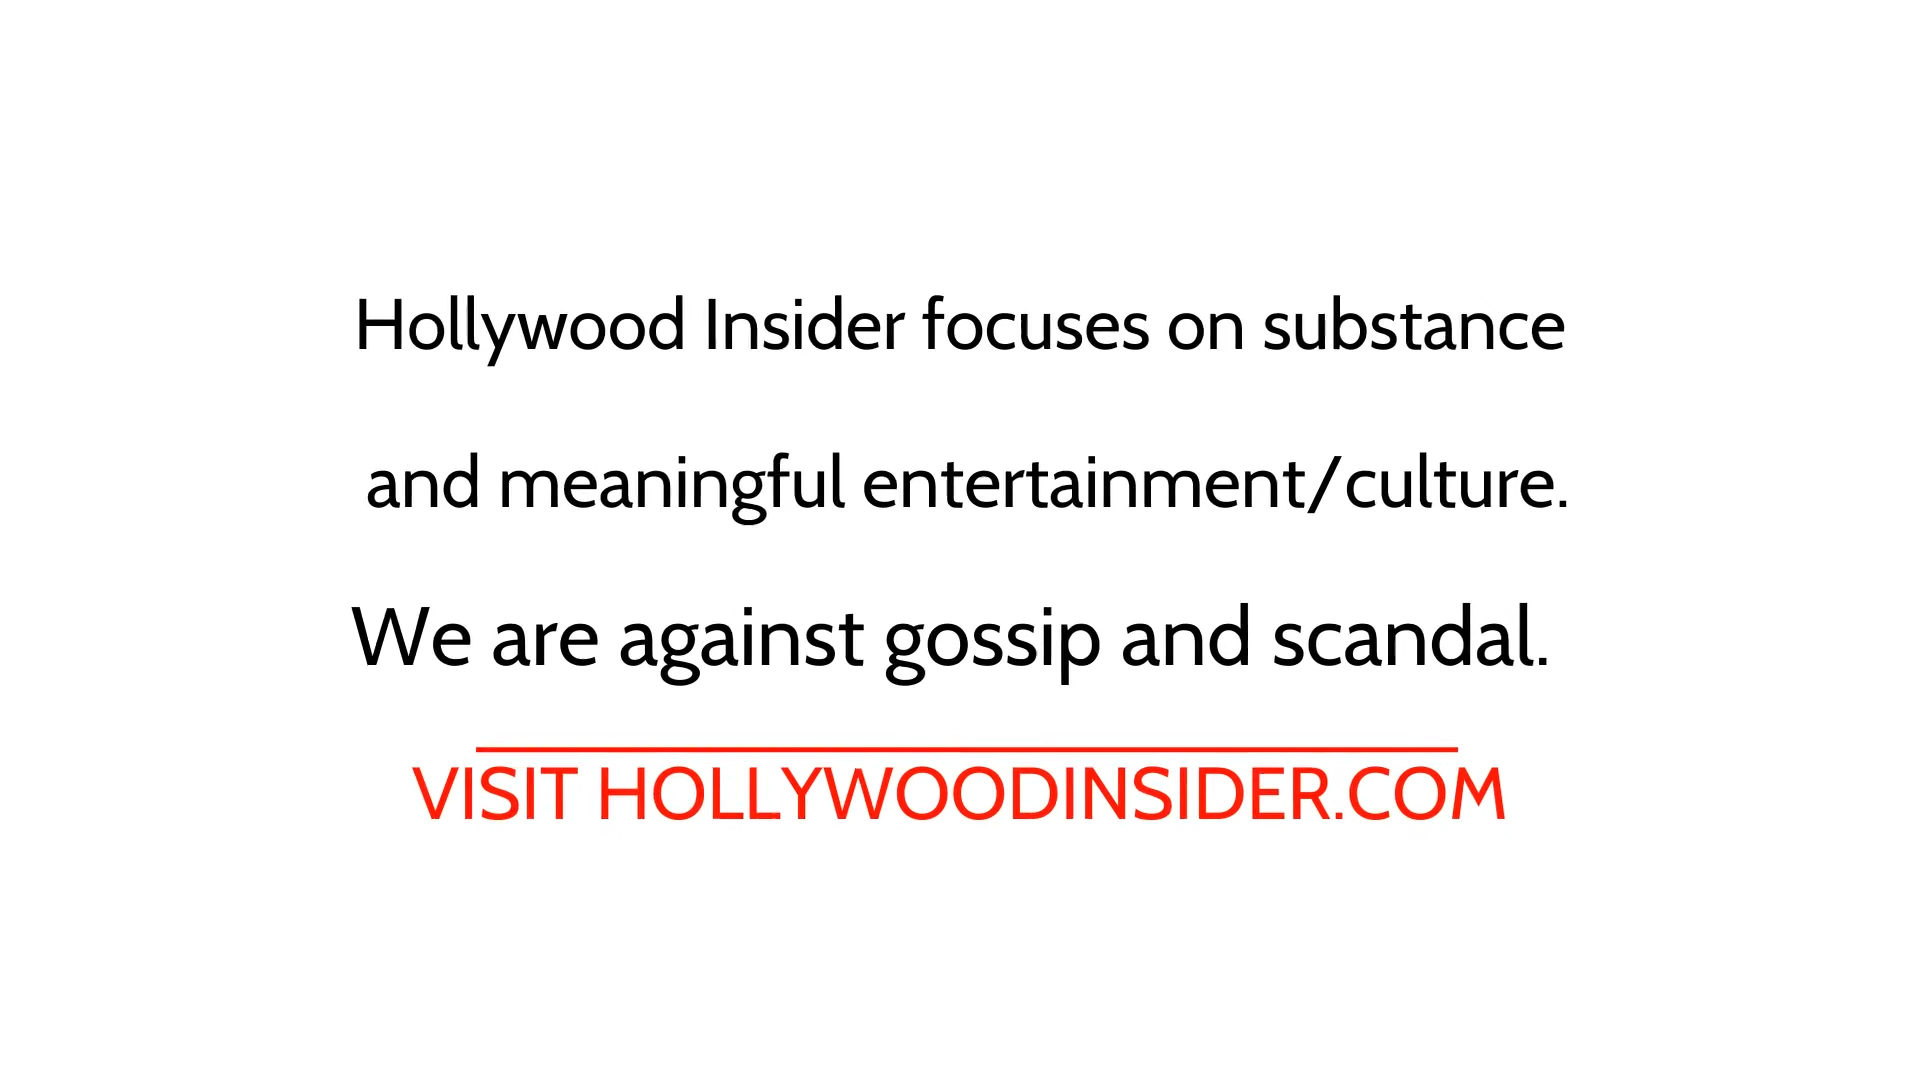 Hollywood Insider focuses on substance
and meaningful entertainment/culture.
We are against gossip and scandal.
VISIT HOLLYWOODINSIDER.COM